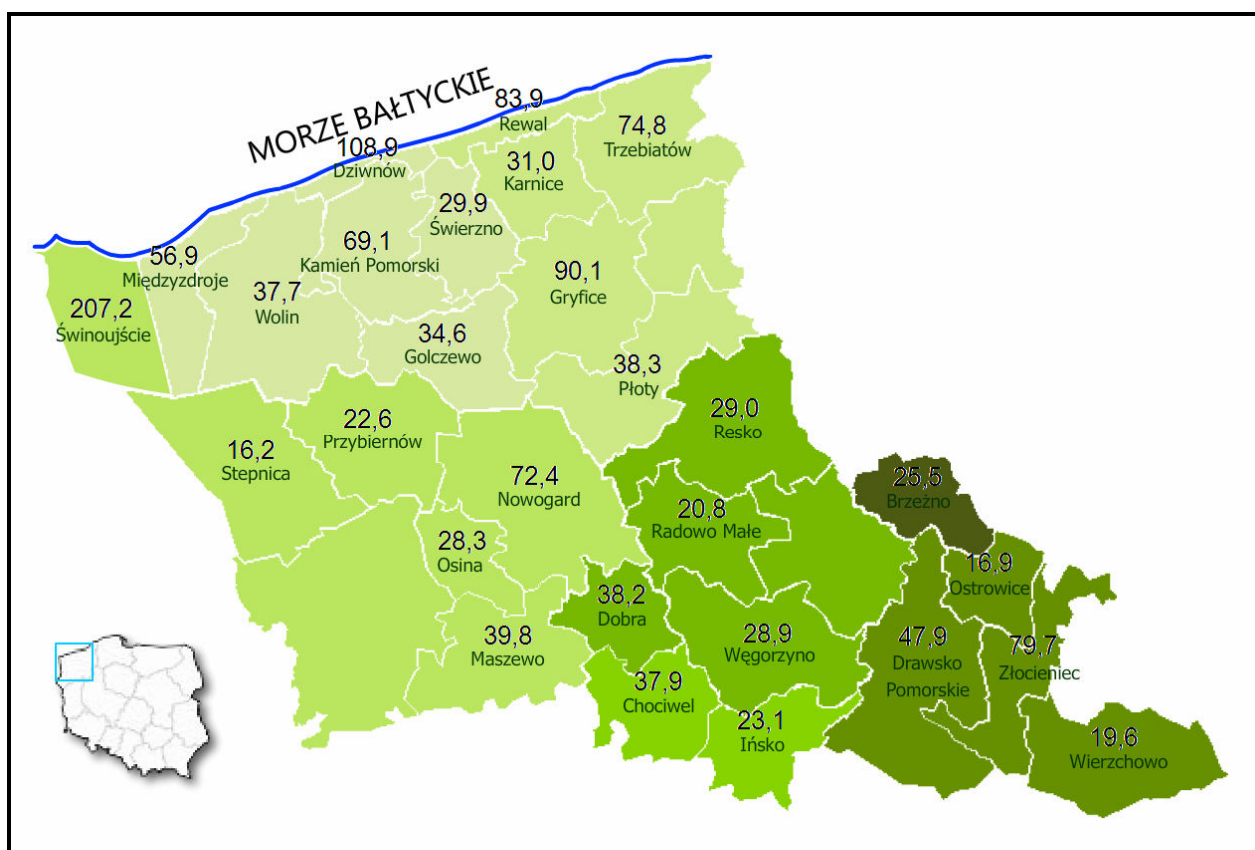 MORZE BAŁTYCKIE
83,9
Rewal
74,8
Trzebiatów
108,9
Dziwnów
31,0
Karnice
29,9
Świerzno
56,9
Międzyzdroje
69,1
Kamień Pomorski
90,1
Gryfice
207,2
Świnoujście
37,7
Wolin
34,6
Golczewo
38,3
Płoty
22,6
Przybiernów
29,0
Resko
16,2
Stepnica
72,4
Nowogard
25,5
Brzeżno
20,8
Radowo Małe
28,3
Osina
16,9
Ostrowice
38,2
Dobra
39,8
Maszewo
28,9
Węgorzyno
47,9
Drawsko
Pomorskie
79,7
Złocieniec
37,9
Chociwel
23,1
Ińsko
19,6
Wierzchowo